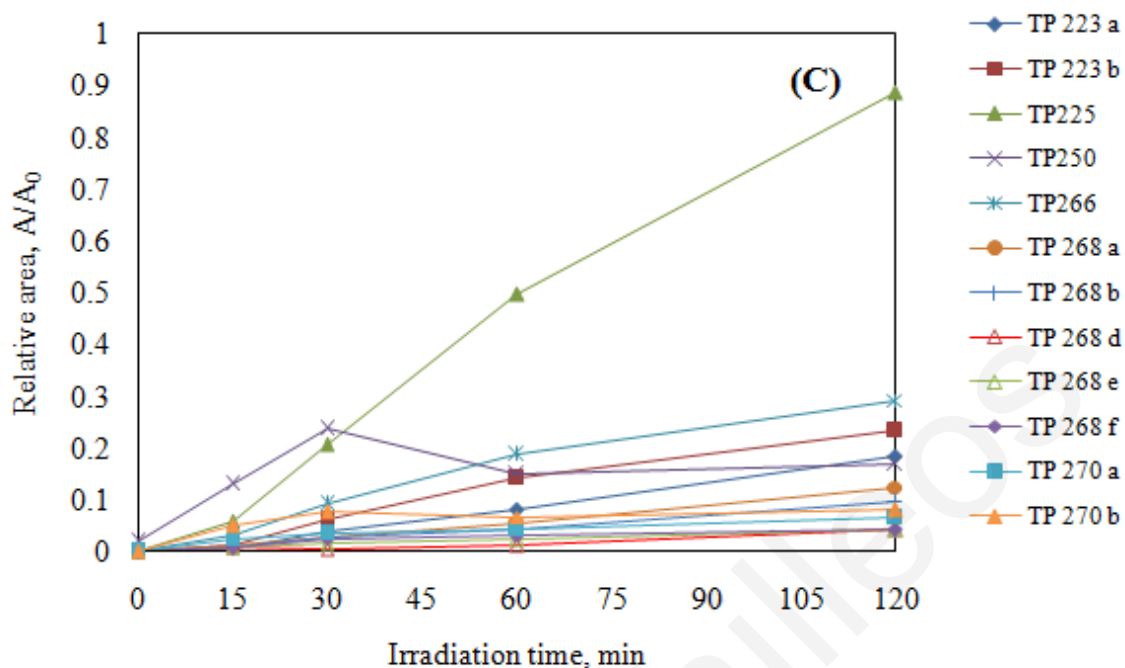 1
0.9
0.8
0.7
0.6
0.5
0.4
0.3
0.2
0.1
0
Relative area, A/A0
(C)
0 15 30 45 60 75 90 105 120
Irradiation time, min
TP 223 a
TP 223 b
TP225
TP250
TP266
TP 268 a
TP 268 b
TP 268 d
TP 268 e
TP 268 f
TP 270 a
TP 270 b